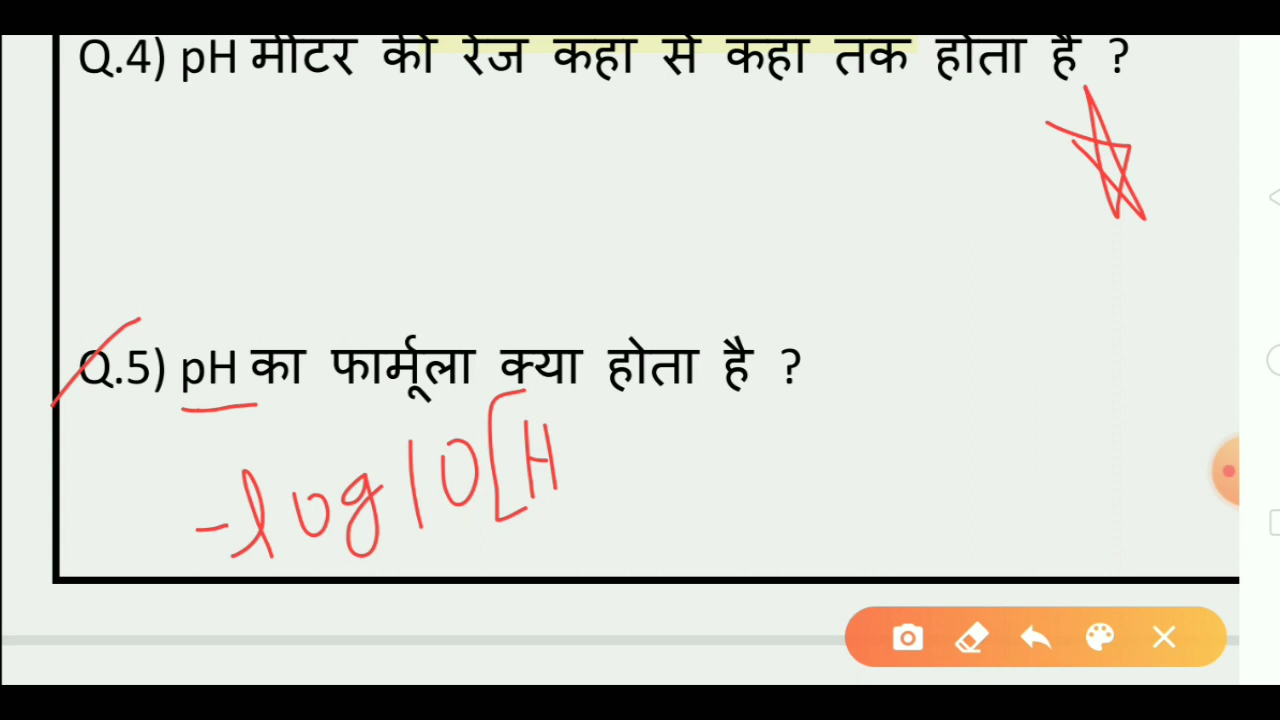 Q.4) pH मीटर की रेंज कहा से कहा तक होता है ?
Q.5) pH का फार्मूला क्या होता है ?
-log10[H